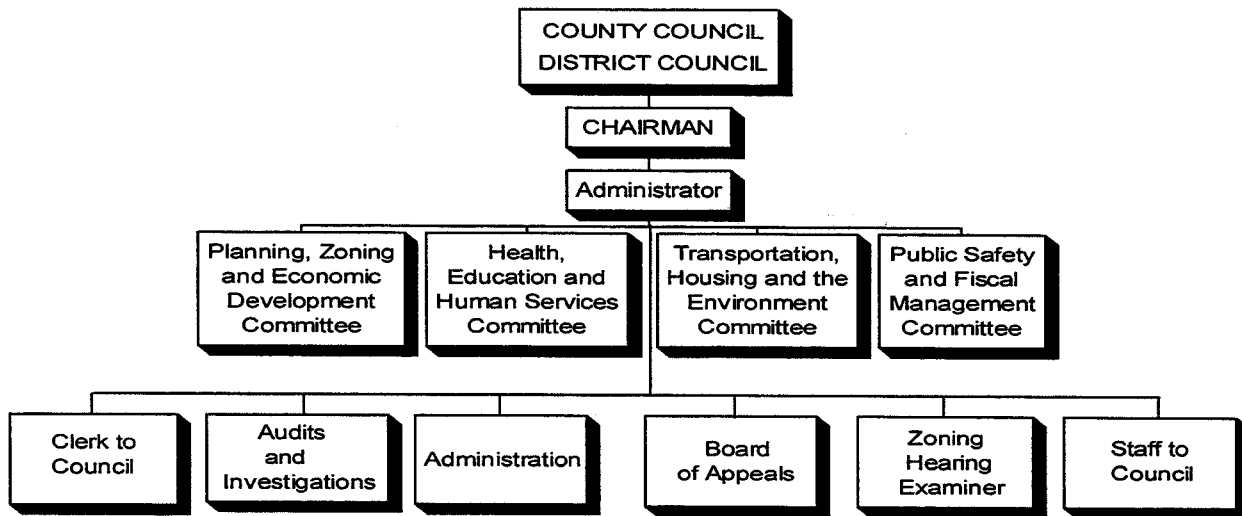 COUNTY COUNCIL
DISTRICT COUNCIL
CHAIRMAN
Administrator
Planning, Zoning
and Economic
Development
Committee
Health,
Education and
Human Services
Committee
Transportation,
Housing and the
Environment
Committee
Public Safety
and Fiscal
Management
Committee
Clerk to
Council
Audits
and
Investigations
Administration
Board
of Appeals
Zoning
Hearing
Examiner
Staff to
Council